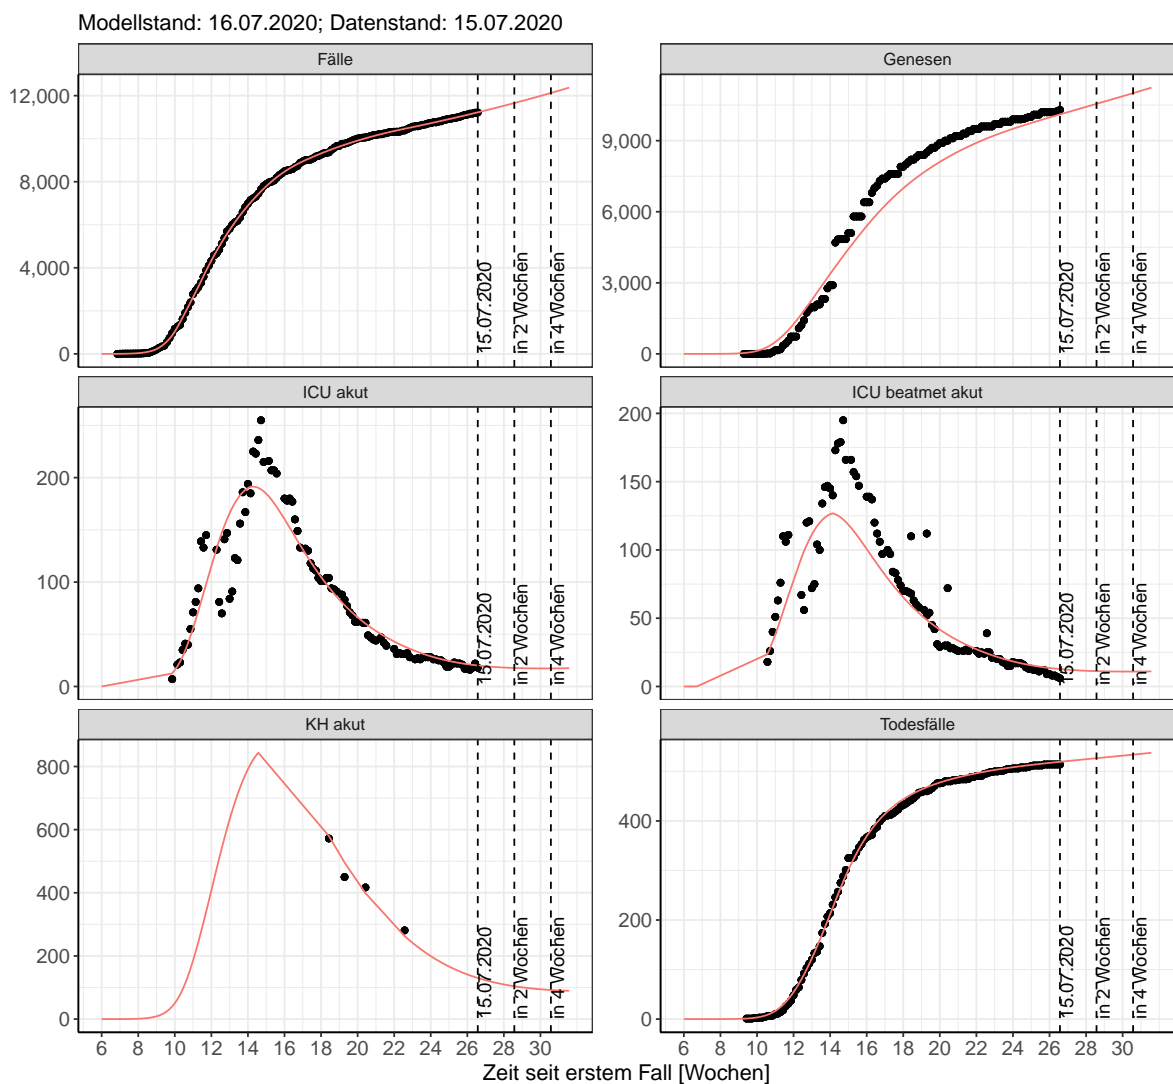 Modellstand: 16.07.2020; Datenstand: 15.07.2020
Fälle
Genesen
12,000
8,000
4,000
0
9,000
6,000
3,000
0
15.07.2020
in 2 Wochen
in 4 Wochen
15.07.2020
in 2 Wochen
in 4 Wochen
ICU akut
ICU beatmet akut
200
100
0
200
150
100
50
0
15.07.2020
in 2 Wochen
in 4 Wochen
15.07.2020
in 2 Wochen
in 4 Wochen
KH akut
Todesfälle
800
600
400
200
0
400
200
0
15.07.2020
in 2 Wochen
in 4 Wochen
15.07.2020
in 2 Wochen
in 4 Wochen
6 8 10 12 14 16 18 20 22 24 26 28 30
6 8 10 12 14 16 18 20 22 24 26 28 30
Zeit seit erstem Fall [Wochen]